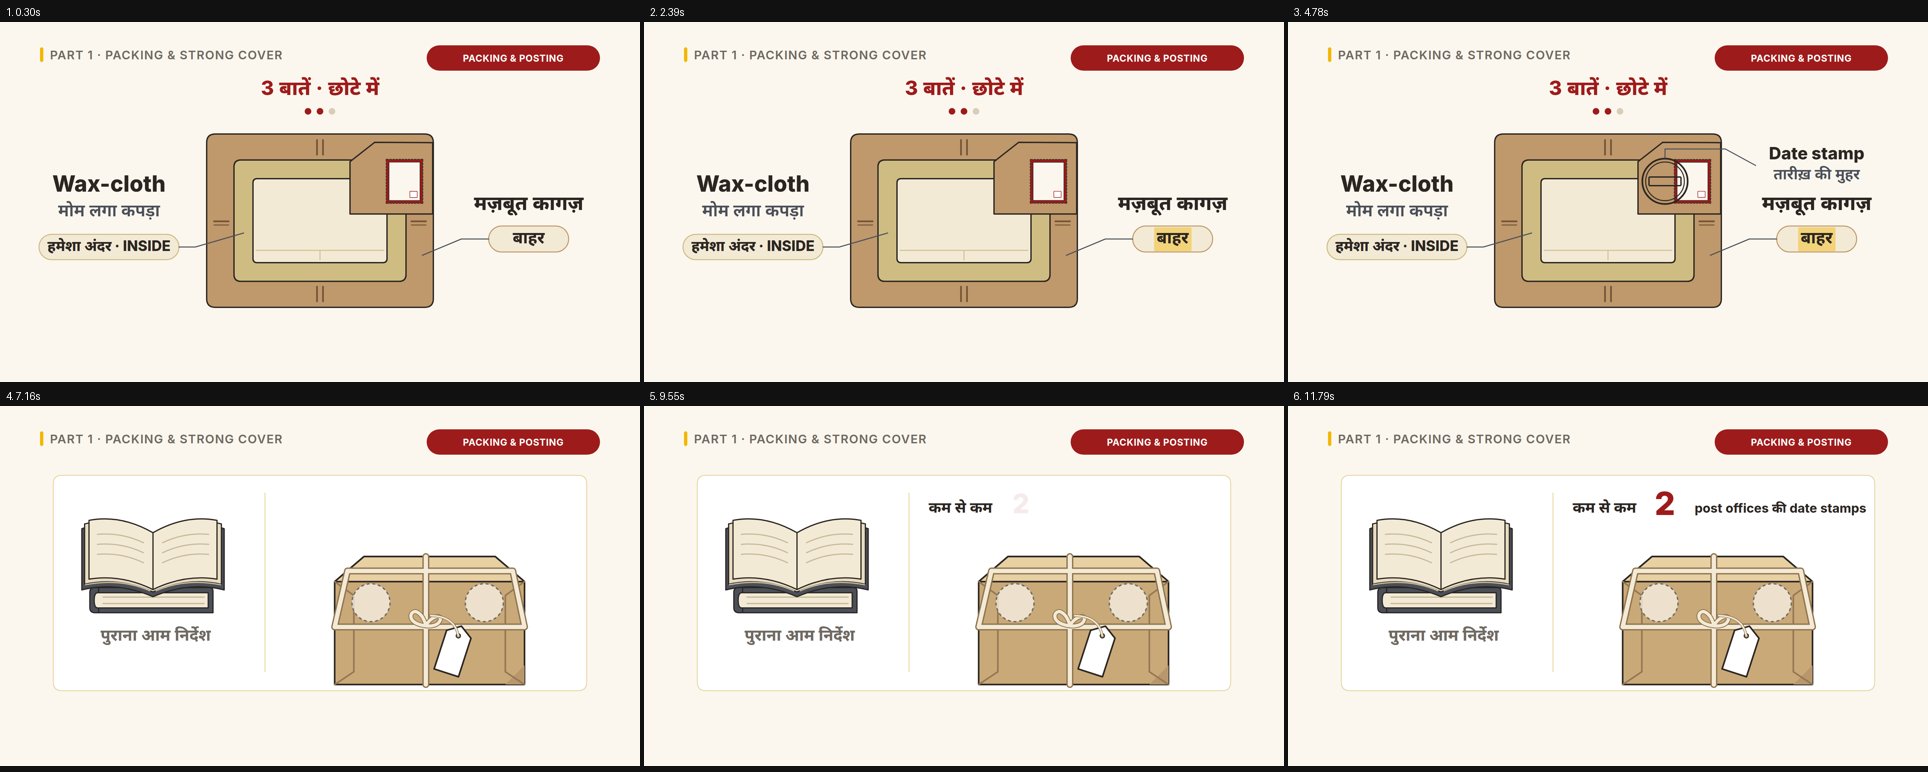 1. 0.30s
PART 1 · PACKING & STRONG COVER
PACKING & POSTING
3 बातें · छोटे में
Wax-cloth
मोम लगा कपड़ा
हमेशा अंदर · INSIDE
मज़बूत कागज़
बाहर
2. 2.39s
PART 1 · PACKING & STRONG COVER
PACKING & POSTING
3 बातें · छोटे में
Wax-cloth
मोम लगा कपड़ा
हमेशा अंदर · INSIDE
मज़बूत कागज़
बाहर
3. 4.78s
PART 1 · PACKING & STRONG COVER
PACKING & POSTING
3 बातें · छोटे में
Wax-cloth
मोम लगा कपड़ा
हमेशा अंदर · INSIDE
Date stamp
तारीख़ की मुहर
मज़बूत कागज़
बाहर
4. 7.16s
PART 1 · PACKING & STRONG COVER
PACKING & POSTING
पुराना आम निर्देश
5. 9.55s
PART 1 · PACKING & STRONG COVER
PACKING & POSTING
कम से कम 2
पुराना आम निर्देश
6. 11.79s
PART 1 · PACKING & STRONG COVER
PACKING & POSTING
कम से कम 2 post offices की date stamps
पुराना आम निर्देश